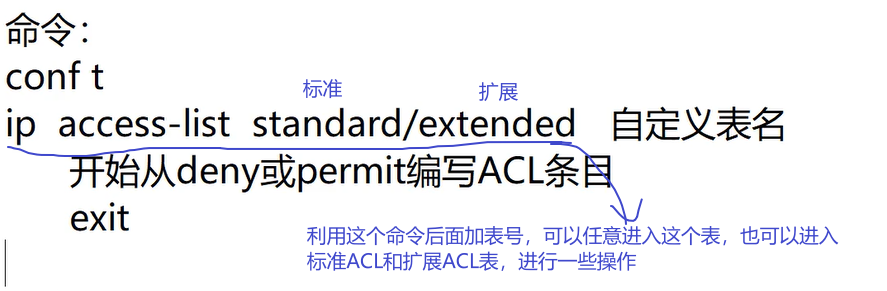 命令：
conf t
标准 扩展
ip access-list standard/extended 自定义表名
开始从deny或permit编写ACL条目
exit
利用这个命令后面加表号，可以任意进入这个表，也可以进入
标准ACL和扩展ACL表，进行一些操作